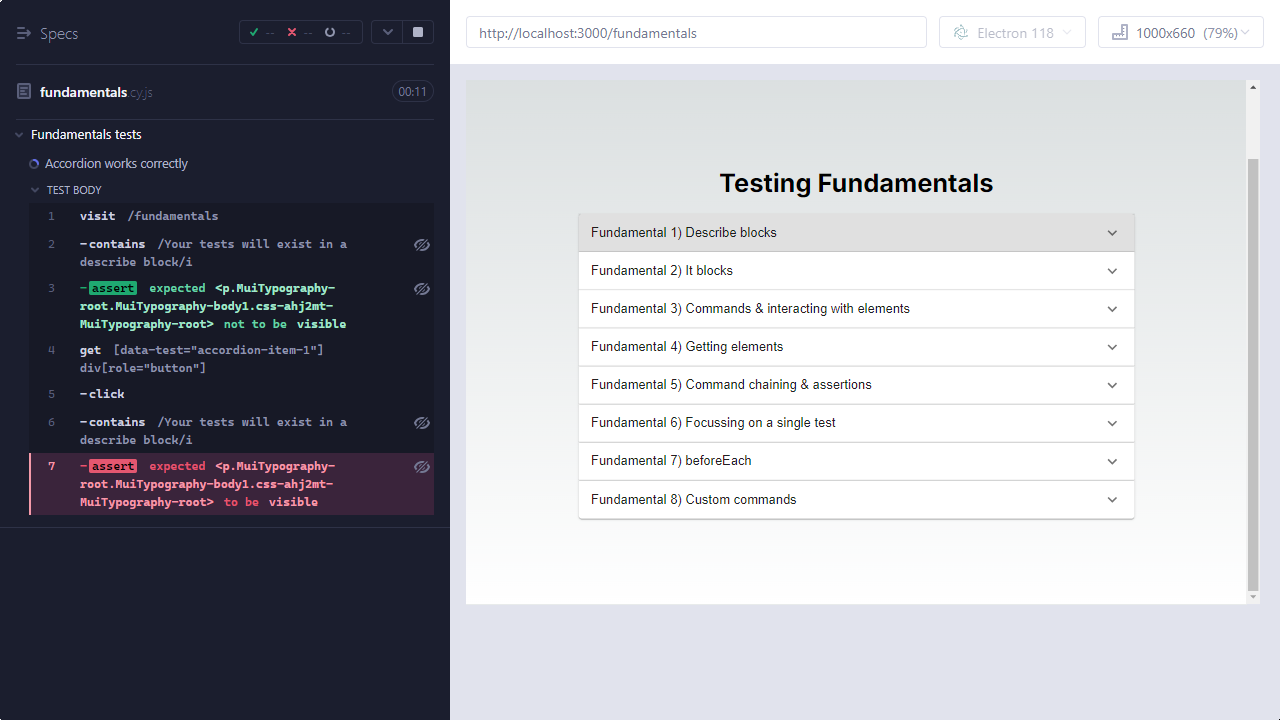 Specs
-- -- --
fundamentals cy.js
00:11
Fundamentals tests
Accordion works correctly
TEST BODY
1 visit /fundamentals
2 -contains /Your tests will exist in a
describe block/i
3 -assert expected <p.MuiTypography-
root.MuiTypography-body1.css-ahj2mt-
MuiTypography-root> not to be visible
4 get [data-test="accordion-item-1"]
div[role="button"]
5 -click
6 -contains /Your tests will exist in a
describe block/i
7 -assert expected <p.MuiTypography-
root.MuiTypography-body1.css-ahj2mt-
MuiTypography-root> to be visible
http://localhost:3000/fundamentals
Electron 118
1000x660 (79%)
Testing Fundamentals
Fundamental 1) Describe blocks
Fundamental 2) It blocks
Fundamental 3) Commands & interacting with elements
Fundamental 4) Getting elements
Fundamental 5) Command chaining & assertions
Fundamental 6) Focussing on a single test
Fundamental 7) beforeEach
Fundamental 8) Custom commands